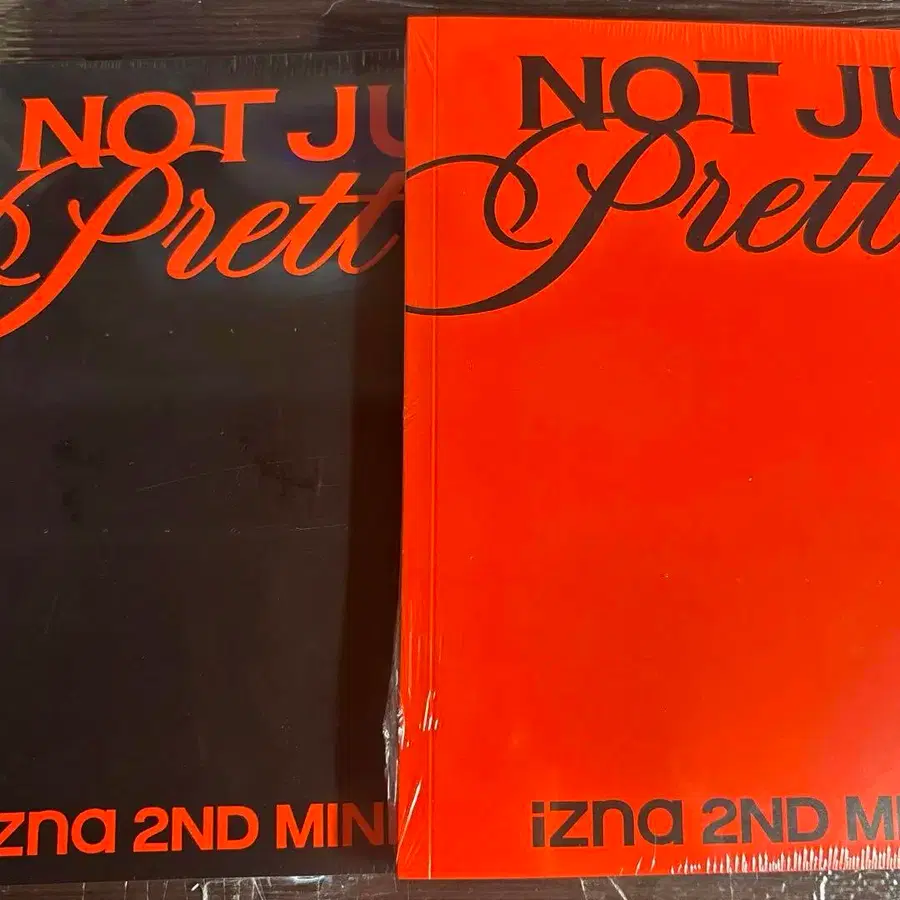 NOT JU
Prett
izna 2ND MINI
NOT JU
Prett
izna 2ND MI